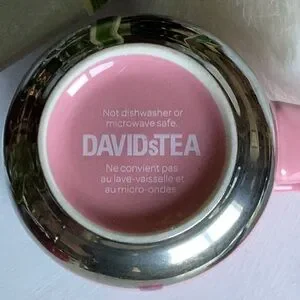 Not dishwasher or
microwave safe.
DAVIDsTEA
Ne convient pas
au lave-vaisselle et
au micro-ondes.